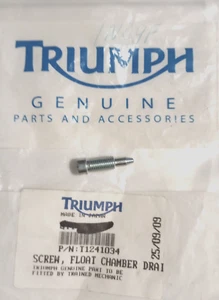 TRIUMPH
GENUINE
PARTS AND ACCESSORIES
TRIUMPH
MADE IN JAPAN
25/09/09
P/N:T1241034
SCREW, FLOAT CHAMBER DRAI
TRIUMPH GENUINE PART TO BE
FITTED BY TRAINED MECHANIC